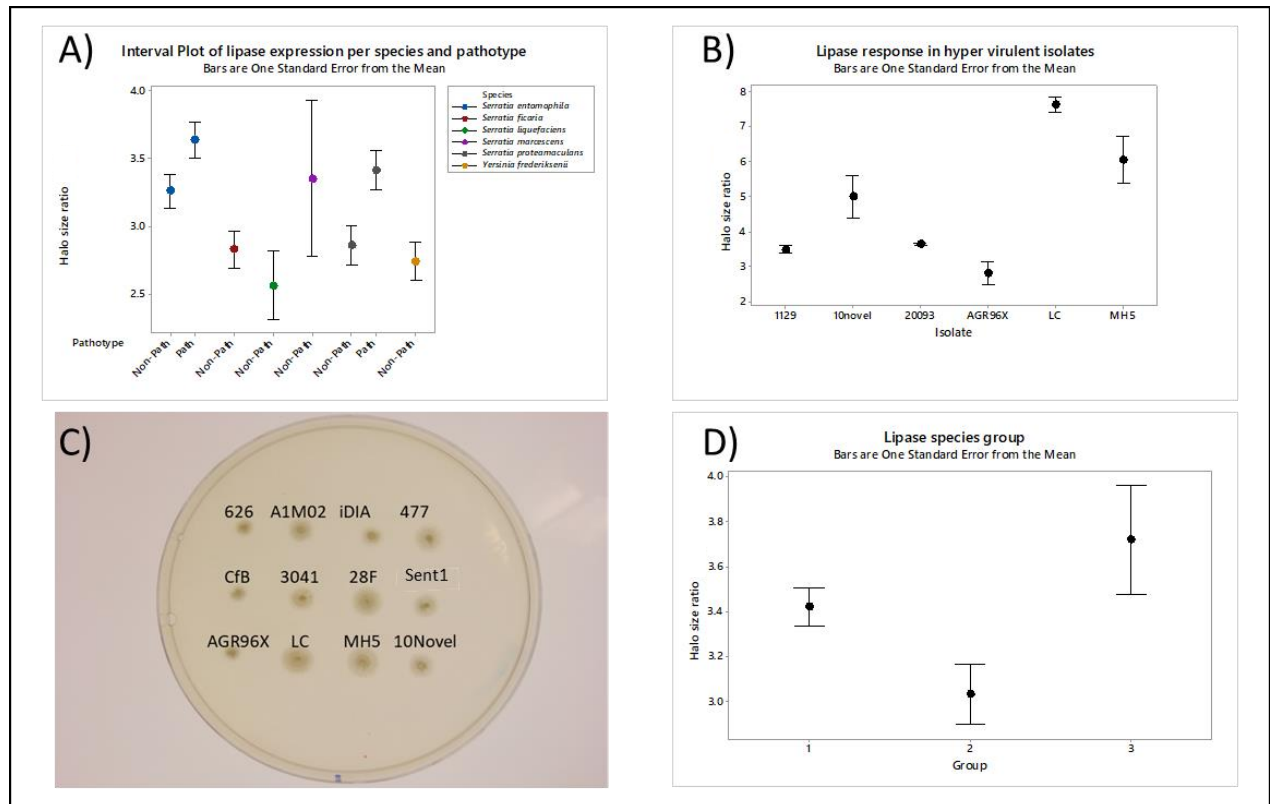 A)
Interval Plot of lipase expression per species and pathotype
Bars are One Standard Error from the Mean
4.0
3.5
3.0
2.5
Halo size ratio
Pathotype
Non-Path
Path
Non-Path
Non-Path
Non-Path
Non-Path
Path
Non-Path
Species
Serratia entomophila
Serratia ficaria
Serratia liquefaciens
Serratia marcescens
Serratia proteamaculans
Yersinia frederiksenii
B)
Lipase response in hyper virulent isolates
Bars are One Standard Error from the Mean
8
7
6
5
4
3
2
Halo size ratio
1129 10novel 20093 AGR96X LC MH5
Isolate
C)
626 A1M02 iDIA 477
CfB 3041 28F Sent1
AGR96X LC MH5 10Novel
D)
Lipase species group
Bars are One Standard Error from the Mean
4.0
3.8
3.6
3.4
3.2
3.0
Halo size ratio
1 2 3
Group